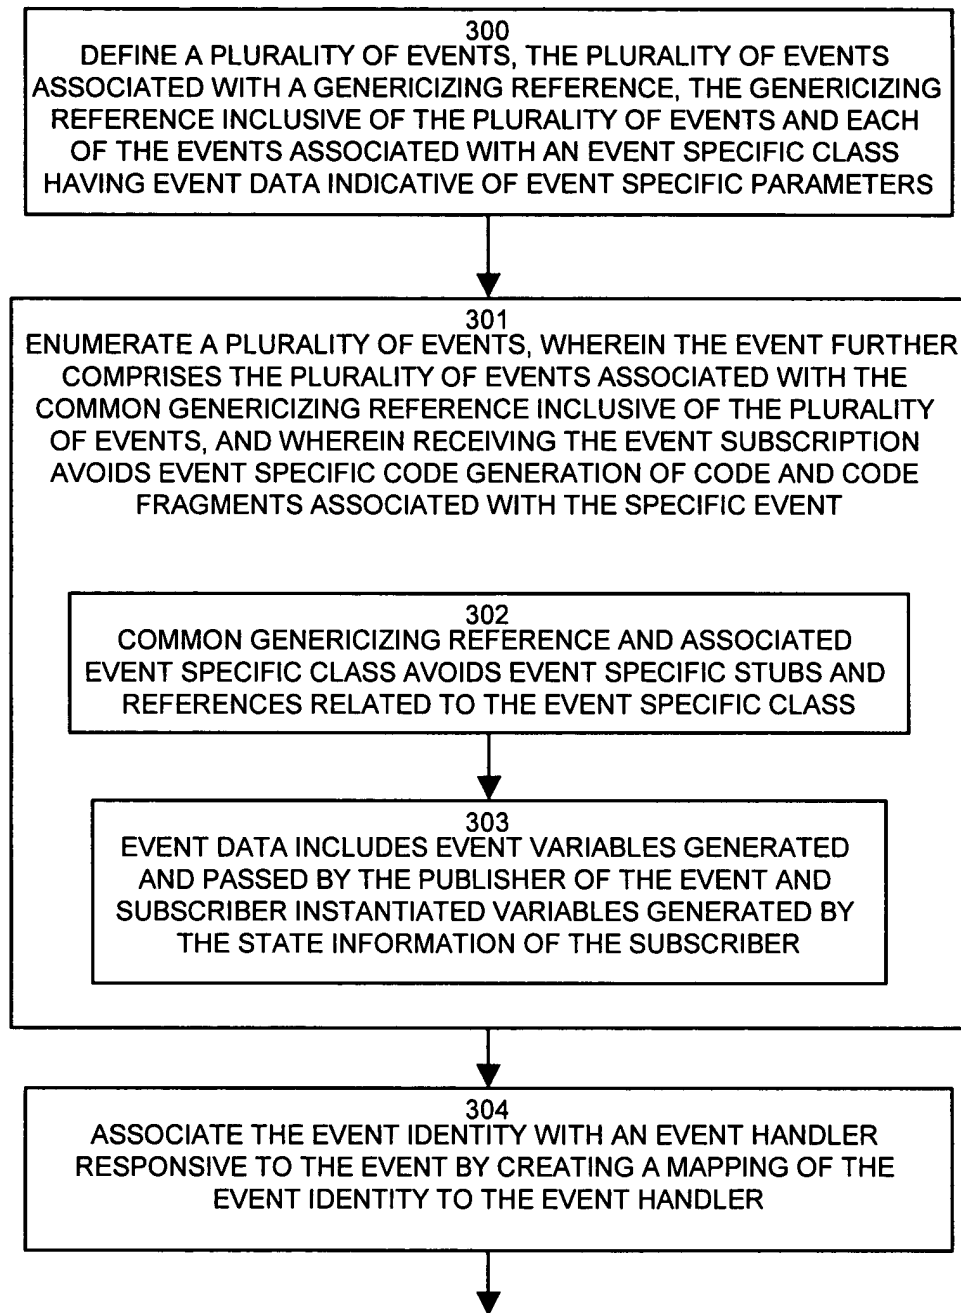 300
DEFINE A PLURALITY OF EVENTS, THE PLURALITY OF EVENTS
ASSOCIATED WITH A GENERICIZING REFERENCE, THE GENERICIZING
REFERENCE INCLUSIVE OF THE PLURALITY OF EVENTS AND EACH
OF THE EVENTS ASSOCIATED WITH AN EVENT SPECIFIC CLASS
HAVING EVENT DATA INDICATIVE OF EVENT SPECIFIC PARAMETERS
301
ENUMERATE A PLURALITY OF EVENTS, WHEREIN THE EVENT FURTHER
COMPRISES THE PLURALITY OF EVENTS ASSOCIATED WITH THE
COMMON GENERICIZING REFERENCE INCLUSIVE OF THE PLURALITY
OF EVENTS, AND WHEREIN RECEIVING THE EVENT SUBSCRIPTION
AVOIDS EVENT SPECIFIC CODE GENERATION OF CODE AND CODE
FRAGMENTS ASSOCIATED WITH THE SPECIFIC EVENT
302
COMMON GENERICIZING REFERENCE AND ASSOCIATED
EVENT SPECIFIC CLASS AVOIDS EVENT SPECIFIC STUBS AND
REFERENCES RELATED TO THE EVENT SPECIFIC CLASS
303
EVENT DATA INCLUDES EVENT VARIABLES GENERATED
AND PASSED BY THE PUBLISHER OF THE EVENT AND
SUBSCRIBER INSTANTIATED VARIABLES GENERATED BY
THE STATE INFORMATION OF THE SUBSCRIBER
304
ASSOCIATE THE EVENT IDENTITY WITH AN EVENT HANDLER
RESPONSIVE TO THE EVENT BY CREATING A MAPPING OF THE
EVENT IDENTITY TO THE EVENT HANDLER